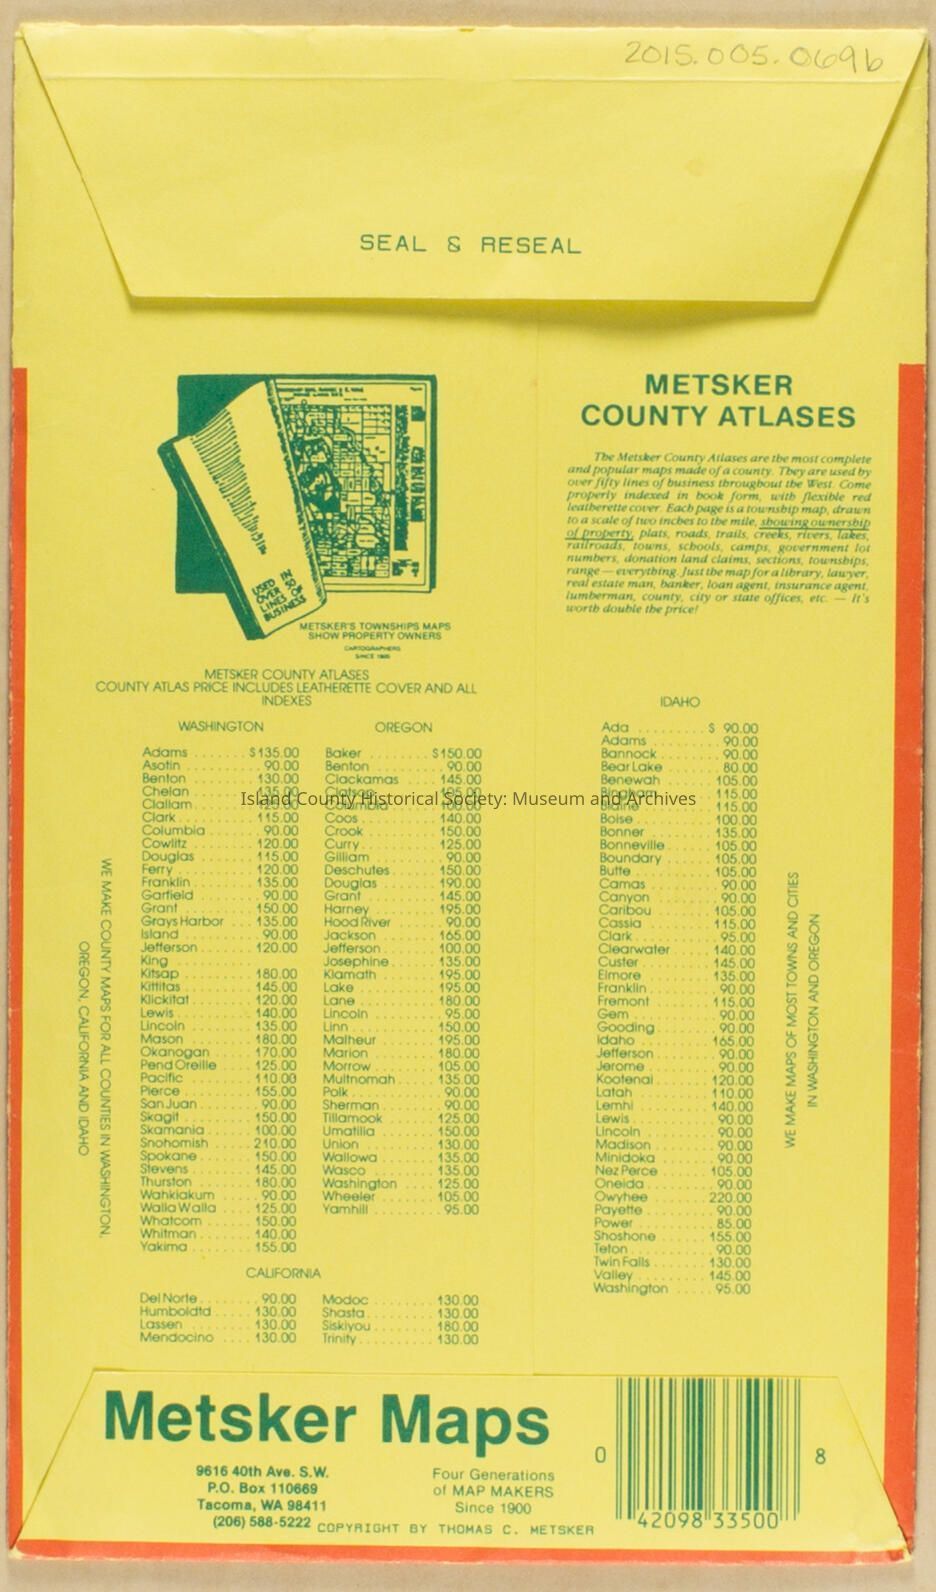 2015.005.069b
SEAL & RESEAL
USED IN
OVER 50
LINES OF
BUSINESS
METSKER'S TOWNSHIPS MAPS
SHOW PROPERTY OWNERS
CARTOGRAPHERS
SINCE 1900
METSKER
COUNTY ATLASES
The Metsker County Atlases are the most complete
and popular maps made of a county. They are used by
over fifty lines of business throughout the West. Come
properly indexed in book form, with flexible red
leatherette cover. Each page is a township map, drawn
to a scale of two inches to the mile, showing ownership
of property, plats, roads, trails, creeks, rivers, lakes,
railroads, towns, schools, camps, government lot
numbers, donation land claims, sections, townships,
range — everything. Just the map for a library, lawyer,
real estate man, banker, loan agent, insurance agent,
lumberman, county, city or state offices, etc. — It's
worth double the price!
METSKER COUNTY ATLASES
COUNTY ATLAS PRICE INCLUDES LEATHERETTE COVER AND ALL
INDEXES
WASHINGTON
Adams ....... $135.00
Asotin ....... 90.00
Benton ....... 130.00
Chelan ....... 135.00
Clallam ....... 125.00
Clark ....... 115.00
Columbia ....... 90.00
Cowlitz ....... 120.00
Douglas ....... 115.00
Ferry ....... 120.00
Franklin ....... 135.00
Garfield ....... 90.00
Grant ....... 150.00
Grays Harbor ....... 135.00
Island ....... 90.00
Jefferson ....... 120.00
King
Kitsap ....... 180.00
Kittitas ....... 145.00
Klickitat ....... 120.00
Lewis ....... 140.00
Lincoln ....... 135.00
Mason ....... 180.00
Okanogan ....... 170.00
Pend Oreille ....... 125.00
Pacific ....... 110.00
Pierce ....... 155.00
San Juan ....... 90.00
Skagit ....... 150.00
Skamania ....... 100.00
Snohomish ....... 210.00
Spokane ....... 150.00
Stevens ....... 145.00
Thurston ....... 180.00
Wahkiakum ....... 90.00
Walla Walla ....... 125.00
Whatcom ....... 150.00
Whitman ....... 140.00
Yakima ....... 155.00
OREGON
Baker ....... $150.00
Benton ....... 90.00
Clackamas ....... 145.00
Clatsop ....... 105.00
Columbia ....... 100.00
Coos ....... 140.00
Crook ....... 150.00
Curry ....... 125.00
Gilliam ....... 90.00
Deschutes ....... 150.00
Douglas ....... 190.00
Grant ....... 145.00
Harney ....... 195.00
Hood River ....... 90.00
Jackson ....... 165.00
Jefferson ....... 100.00
Josephine ....... 135.00
Klamath ....... 195.00
Lake ....... 195.00
Lane ....... 180.00
Lincoln ....... 95.00
Linn ....... 150.00
Malheur ....... 195.00
Marion ....... 180.00
Morrow ....... 105.00
Multnomah ....... 135.00
Polk ....... 90.00
Sherman ....... 90.00
Tillamook ....... 125.00
Umatilla ....... 150.00
Union ....... 130.00
Wallowa ....... 135.00
Wasco ....... 135.00
Washington ....... 125.00
Wheeler ....... 105.00
Yamhill ....... 95.00
IDAHO
Ada ....... $ 90.00
Adams ....... 90.00
Bannock ....... 90.00
Bear Lake ....... 80.00
Benewah ....... 105.00
Bingham ....... 115.00
Blaine ....... 115.00
Boise ....... 100.00
Bonner ....... 135.00
Bonneville ....... 105.00
Boundary ....... 105.00
Butte ....... 105.00
Camas ....... 90.00
Canyon ....... 90.00
Caribou ....... 105.00
Cassia ....... 115.00
Clark ....... 95.00
Clearwater ....... 140.00
Custer ....... 145.00
Elmore ....... 135.00
Franklin ....... 90.00
Fremont ....... 115.00
Gem ....... 90.00
Gooding ....... 90.00
Idaho ....... 165.00
Jefferson ....... 90.00
Jerome ....... 90.00
Kootenai ....... 120.00
Latah ....... 110.00
Lemhi ....... 140.00
Lewis ....... 90.00
Lincoln ....... 90.00
Madison ....... 90.00
Minidoka ....... 90.00
Nez Perce ....... 105.00
Oneida ....... 90.00
Owyhee ....... 220.00
Payette ....... 90.00
Power ....... 85.00
Shoshone ....... 155.00
Teton ....... 90.00
Twin Falls ....... 130.00
Valley ....... 145.00
Washington ....... 95.00
Island County Historical Society: Museum and Archives
WE MAKE COUNTY MAPS FOR ALL COUNTIES IN WASHINGTON,
OREGON, CALIFORNIA AND IDAHO
WE MAKE MAPS OF MOST TOWNS AND CITIES
IN WASHINGTON AND OREGON
CALIFORNIA
Del Norte ....... 90.00
Humboldtd ....... 130.00
Lassen ....... 130.00
Mendocino ....... 130.00
Modoc ....... 130.00
Shasta ....... 130.00
Siskiyou ....... 180.00
Trinity ....... 130.00
Metsker Maps
9616 40th Ave. S.W.
P.O. Box 110669
Tacoma, WA 98411
(206) 588-5222
Four Generations
of MAP MAKERS
Since 1900
COPYRIGHT BY THOMAS C. METSKER
0 42098 33500 8